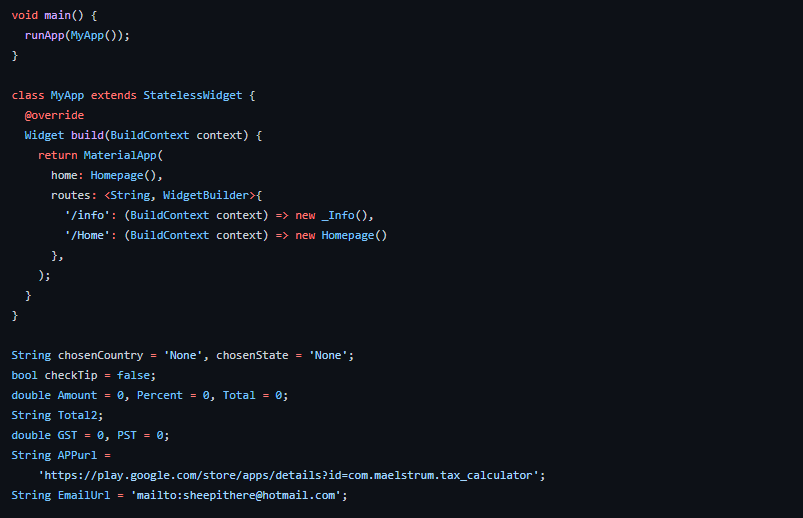 void main() {
  runApp(MyApp());
}

class MyApp extends StatelessWidget {
  @override
  Widget build(BuildContext context) {
    return MaterialApp(
      home: Homepage(),
      routes: <String, WidgetBuilder>{
        '/info': (BuildContext context) => new _Info(),
        '/Home': (BuildContext context) => new Homepage()
      },
    );
  }
}

String chosenCountry = 'None', chosenState = 'None';
bool checkTip = false;
double Amount = 0, Percent = 0, Total = 0;
String Total2;
double GST = 0, PST = 0;
String APPurl =
    'https://play.google.com/store/apps/details?id=com.maelstrum.tax_calculator';
String EmailUrl = 'mailto:sheepithere@hotmail.com';